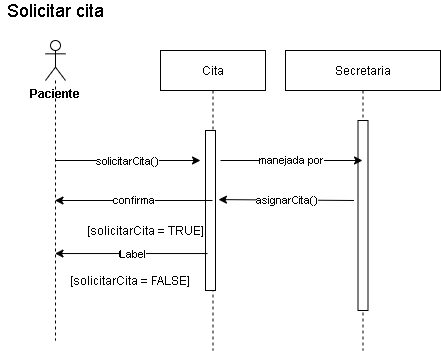 Solicitar cita
Cita
Secretaria
Paciente
solicitarCita()
manejada por
confirma
asignarCita()
[solicitarCita = TRUE]
Label
[solicitarCita = FALSE]